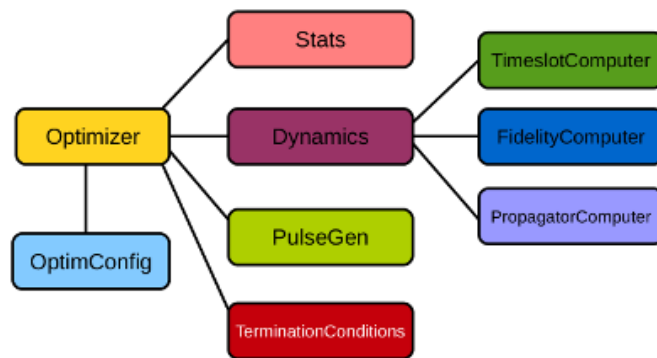 Stats
TimeslotComputer
Optimizer
Dynamics
FidelityComputer
PropagatorComputer
OptimConfig
PulseGen
TerminationConditions